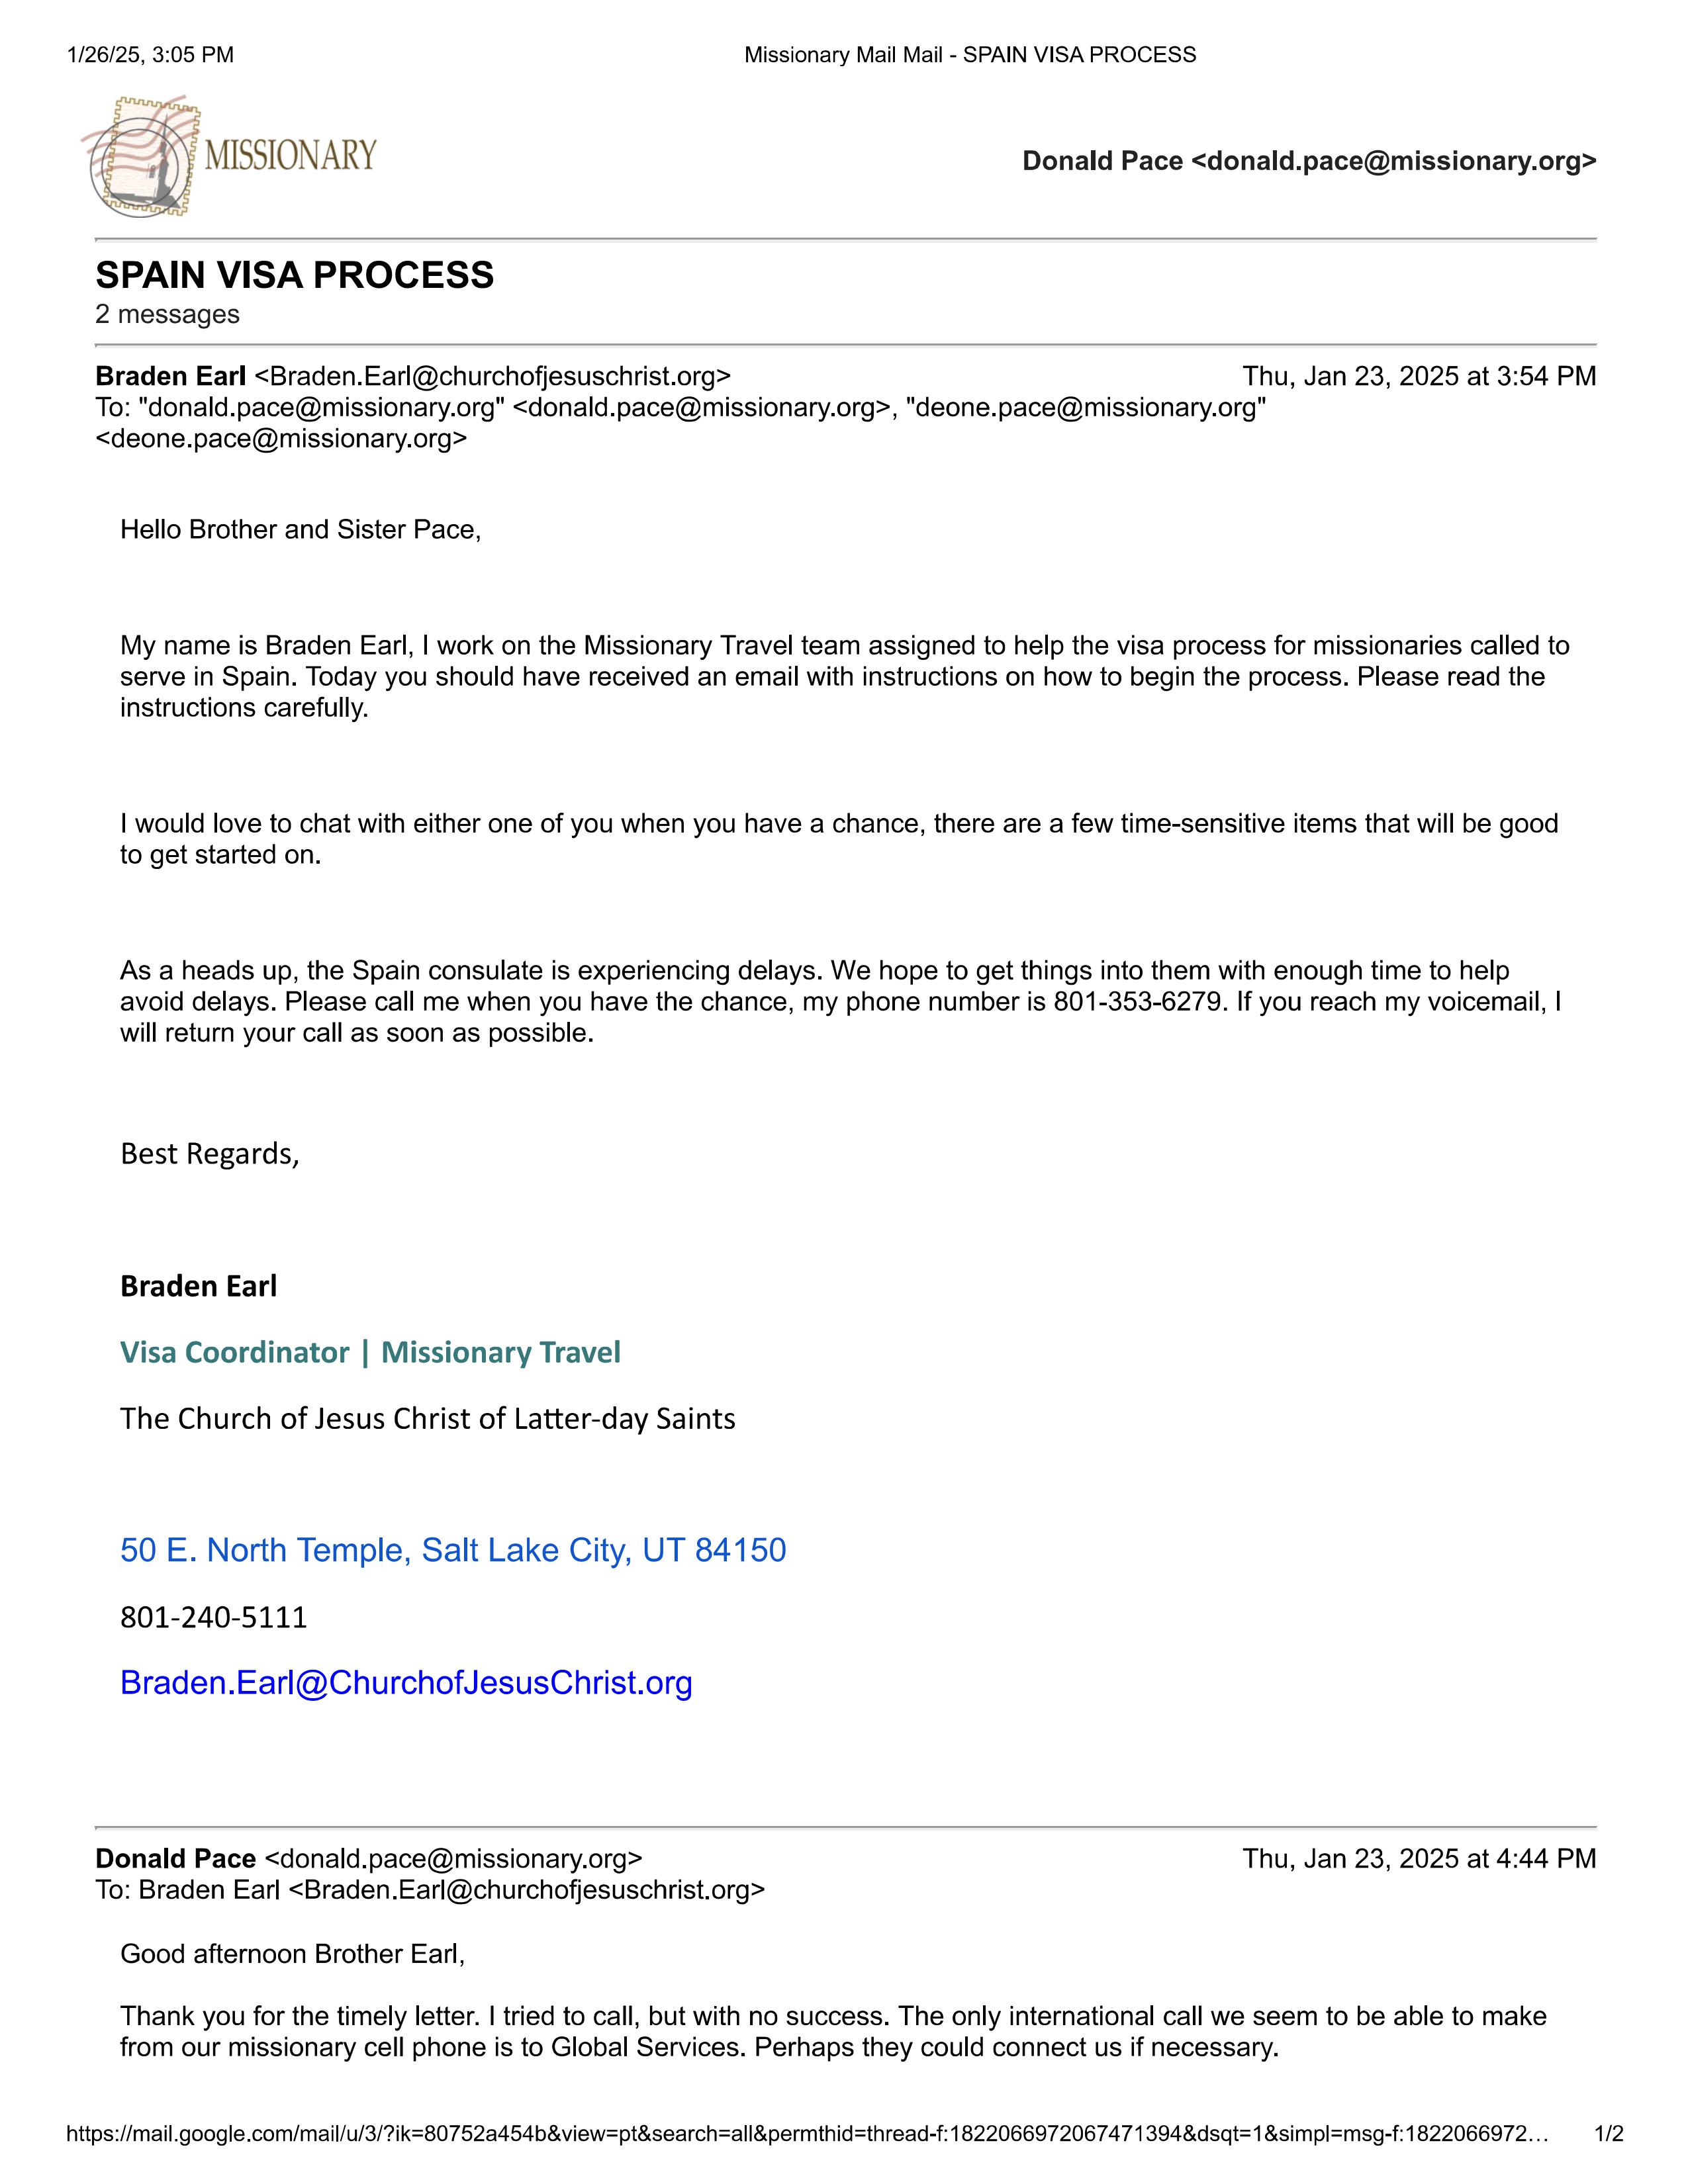 1/26/25, 3:05 PM
Missionary Mail Mail - SPAIN VISA PROCESS
MISSIONARY
Donald Pace <donald.pace@missionary.org>
SPAIN VISA PROCESS
2 messages
Braden Earl <Braden.Earl@churchofjesuschrist.org>
Thu, Jan 23, 2025 at 3:54 PM
To: "donald.pace@missionary.org" <donald.pace@missionary.org>, "deone.pace@missionary.org"
<deone.pace@missionary.org>
Hello Brother and Sister Pace,
My name is Braden Earl, I work on the Missionary Travel team assigned to help the visa process for missionaries called to
serve in Spain. Today you should have received an email with instructions on how to begin the process. Please read the
instructions carefully.
I would love to chat with either one of you when you have a chance, there are a few time-sensitive items that will be good
to get started on.
As a heads up, the Spain consulate is experiencing delays. We hope to get things into them with enough time to help
avoid delays. Please call me when you have the chance, my phone number is 801-353-6279. If you reach my voicemail, I
will return your call as soon as possible.
Best Regards,
Braden Earl
Visa Coordinator | Missionary Travel
The Church of Jesus Christ of Latter-day Saints
50 E. North Temple, Salt Lake City, UT 84150
801-240-5111
Braden.Earl@ChurchofJesusChrist.org
Donald Pace <donald.pace@missionary.org>
Thu, Jan 23, 2025 at 4:44 PM
To: Braden Earl <Braden.Earl@churchofjesuschrist.org>
Good afternoon Brother Earl,
Thank you for the timely letter. I tried to call, but with no success. The only international call we seem to be able to make
from our missionary cell phone is to Global Services. Perhaps they could connect us if necessary.
https://mail.google.com/mail/u/3/?ik=80752a454b&view=pt&search=all&permthid=thread-f:1822066972067471394&dsqt=1&simpl=msg-f:1822066972…
1/2